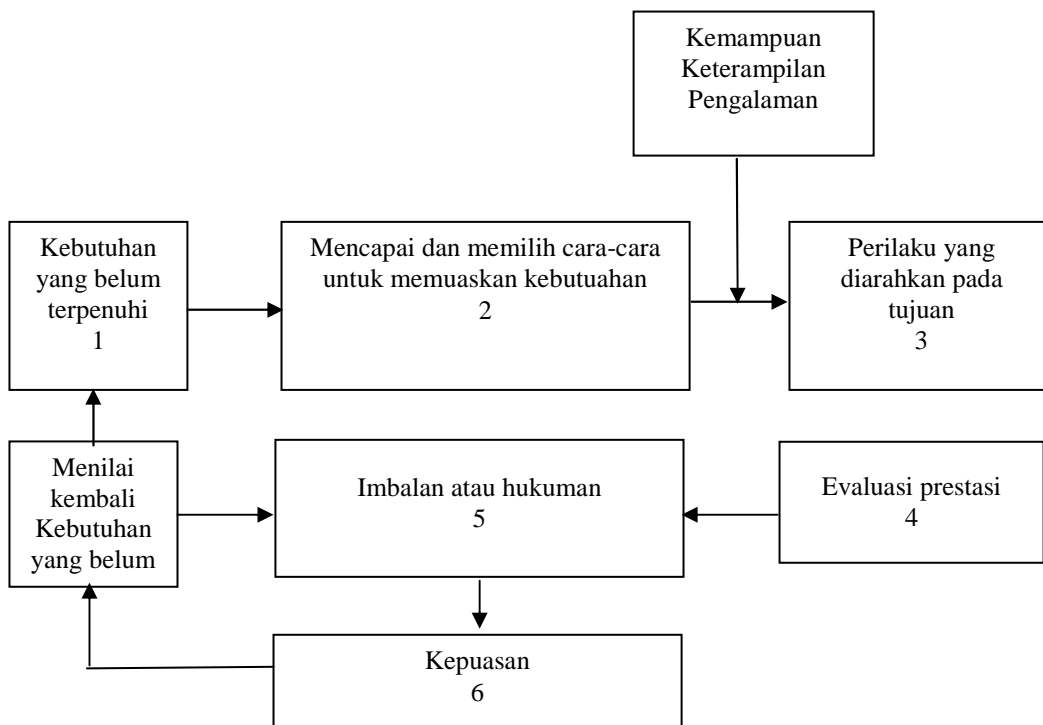 Kemampuan
Keterampilan
Pengalaman
Kebutuhan
yang belum
terpenuhi
1
Mencapai dan memilih cara-cara
untuk memuaskan kebutuahan
2
Perilaku yang
diarahkan pada
tujuan
3
Menilai
kembali
Kebutuhan
yang belum
Imbalan atau hukuman
5
Evaluasi prestasi
4
Kepuasan
6